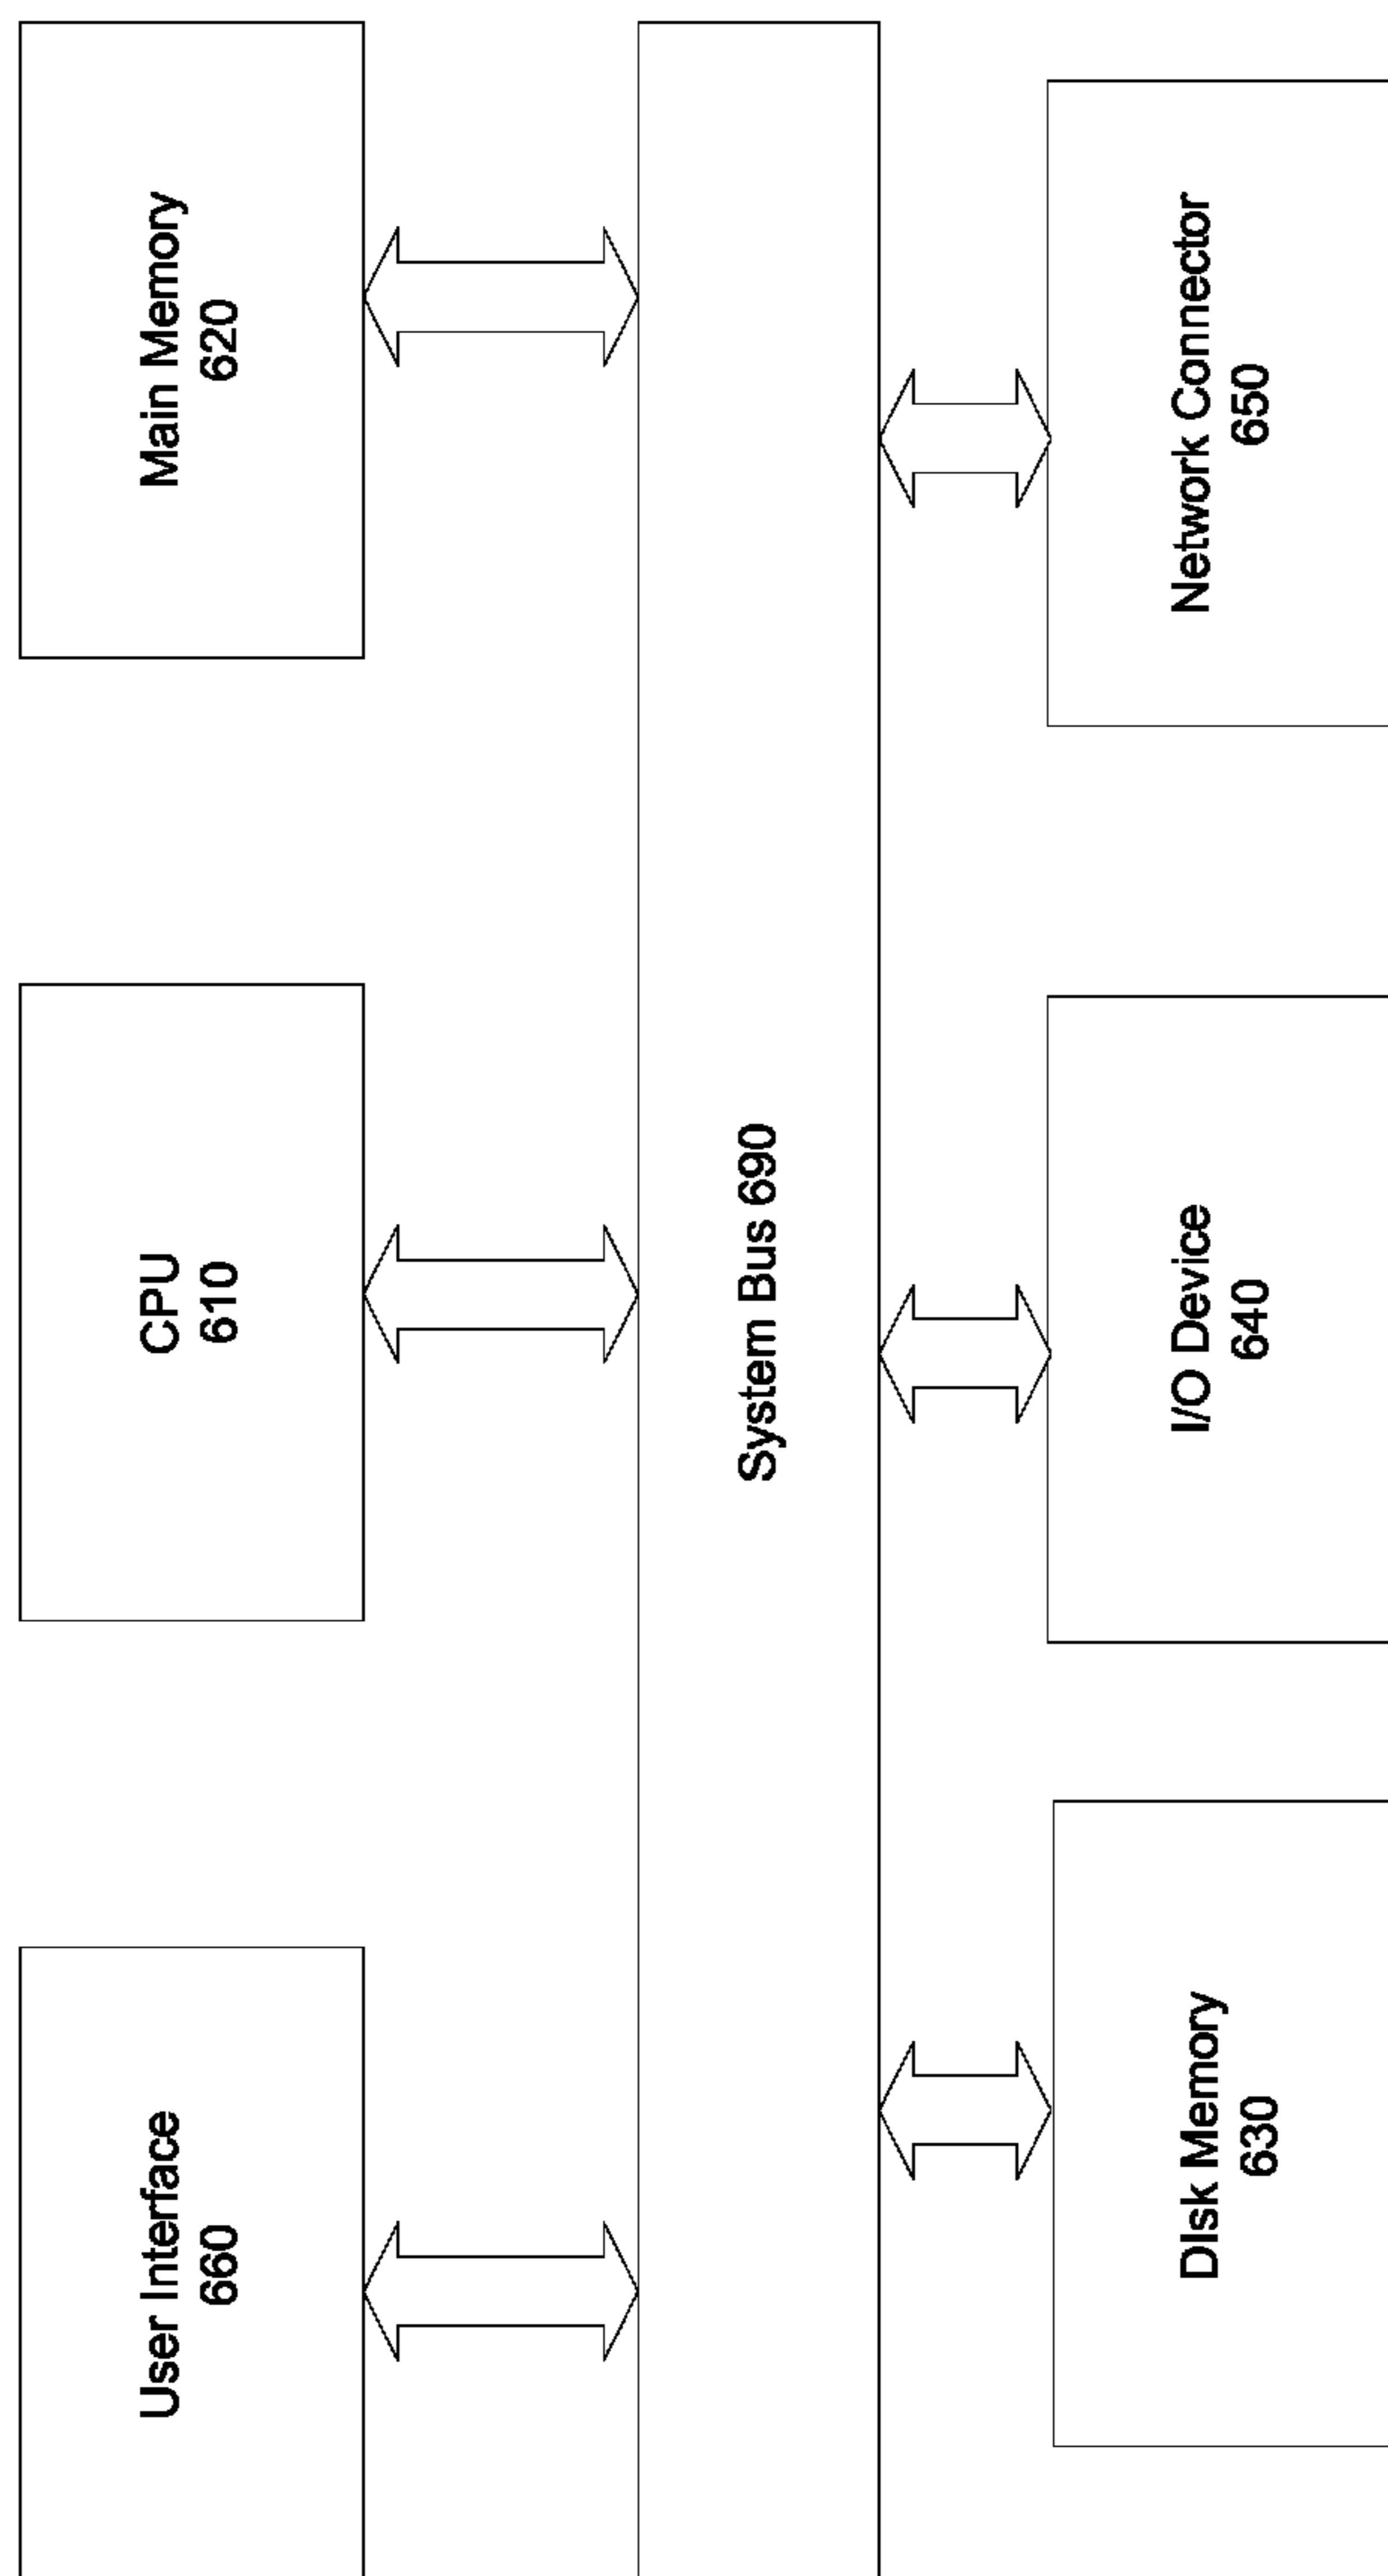 User Interface
660
CPU
610
Main Memory
620
System Bus 690
DIsk Memory
630
I/O Device
640
Network Connector
650